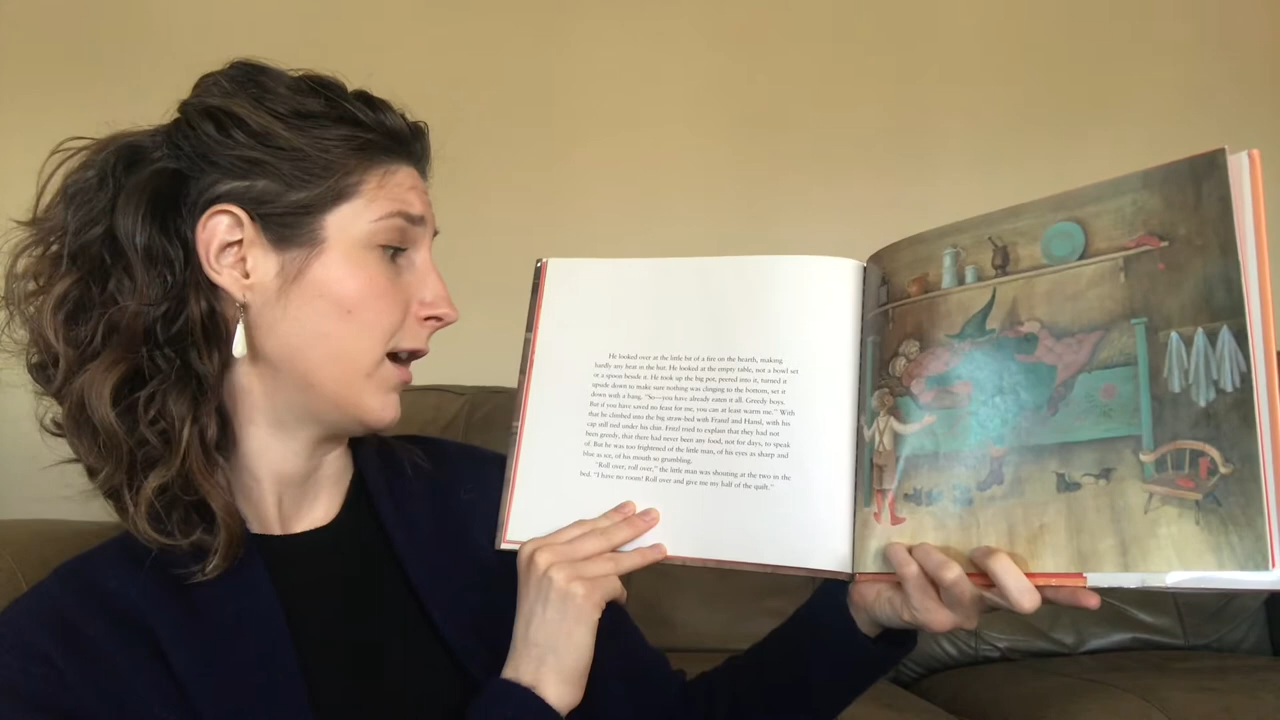 He looked over at the little bit of a fire on the hearth, making
hardly any heat in the hut. He looked at the empty table, not a bowl set
or a spoon beside it. He took up the big pot, peered into it, turned it
upside down to make sure nothing was clinging to the bottom, set it
down with a bang. "So—you have already eaten it all. Greedy boys.
But if you have saved no feast for me, you can at least warm me." With
that he climbed into the big straw-bed with Franzl and Hansl, with his
cap still tied under his chin. Fritzl tried to explain that they had not
been greedy, that there had never been any food, not for days, to speak
of. But he was too frightened of the little man, of his eyes as sharp and
blue as ice, of his mouth so grumbling.
"Roll over, roll over," the little man was shouting at the two in the
bed. "I have no room! Roll over and give me my half of the quilt."